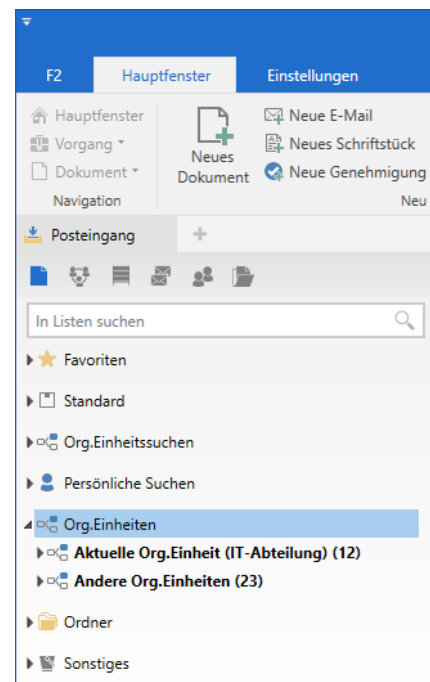 F2 Hauptfenster Einstellungen
Hauptfenster
Vorgang
Dokument
Navigation
Neues
Dokument
Neue E-Mail
Neues Schriftstück
Neue Genehmigung
Neu
Posteingang +
In Listen suchen
Favoriten
Standard
Org.Einheitssuchen
Persönliche Suchen
Org.Einheiten
Aktuelle Org.Einheit (IT-Abteilung) (12)
Andere Org.Einheiten (23)
Ordner
Sonstiges